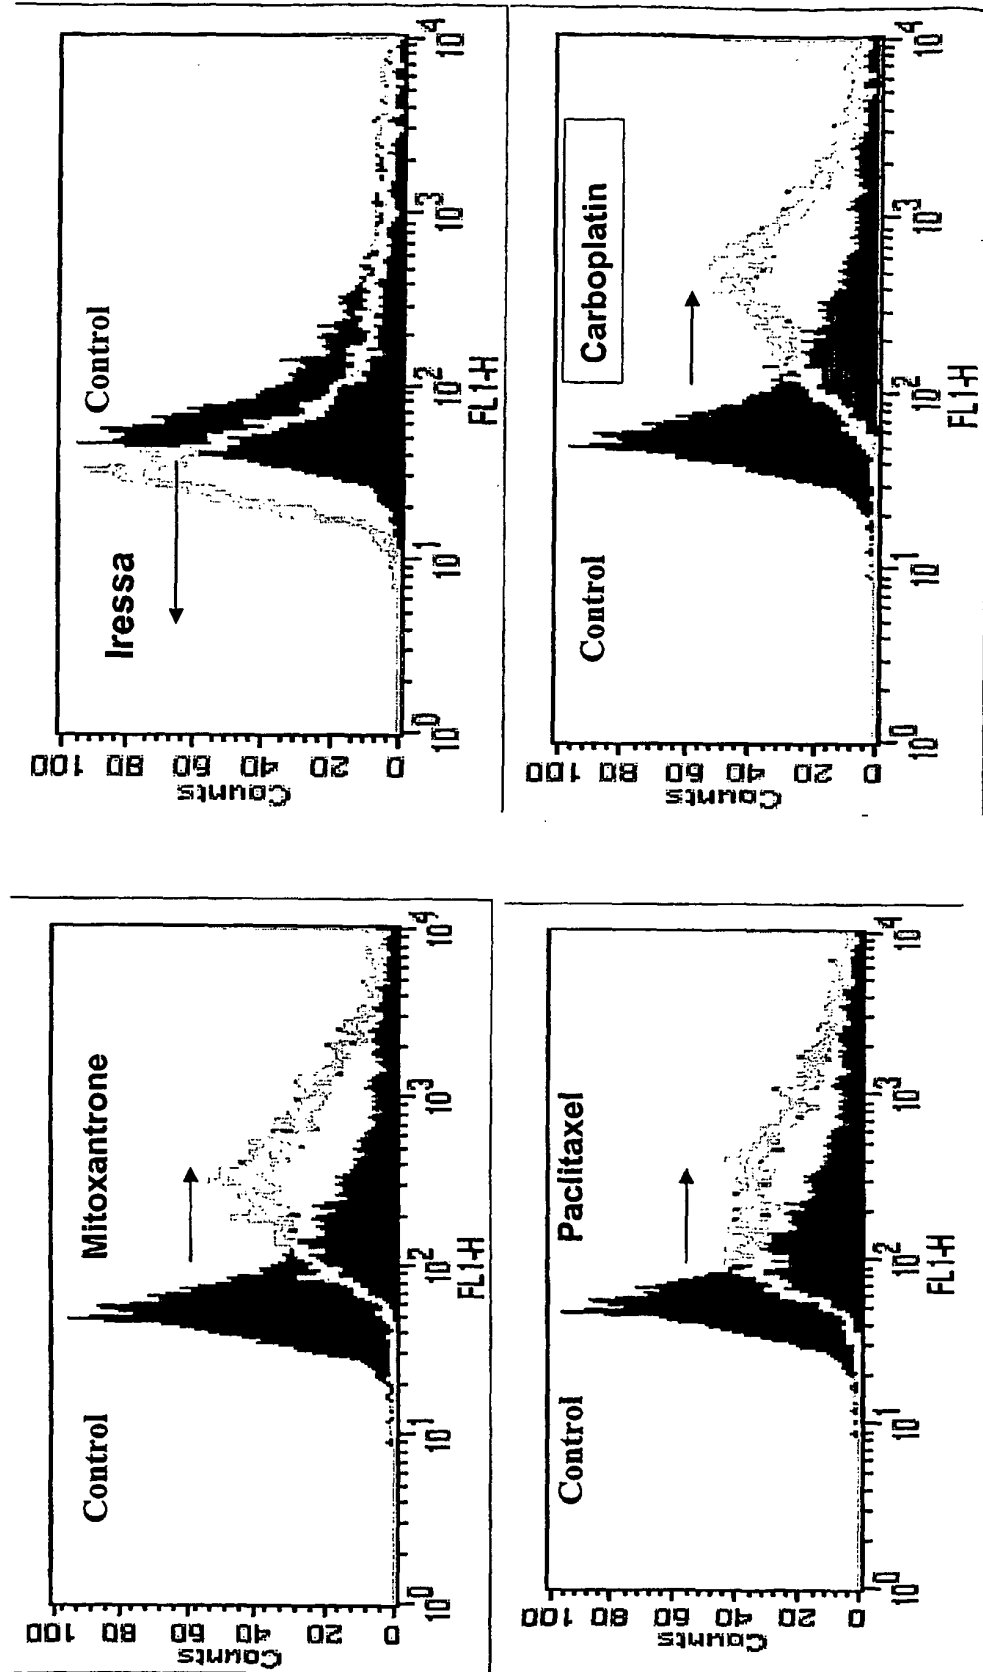 Control
Mitoxantrone
Counts
100
80
60
40
20
0
10^0
10^1
10^2
10^3
10^4
FL1-H
Iressa
Control
Counts
100
80
60
40
20
0
10^0
10^1
10^2
10^3
10^4
FL1-H
Control
Paclitaxel
Counts
100
80
60
40
20
0
10^0
10^1
10^2
10^3
10^4
FL1-H
Control
Carboplatin
Counts
100
80
60
40
20
0
10^0
10^1
10^2
10^3
10^4
FL1-H